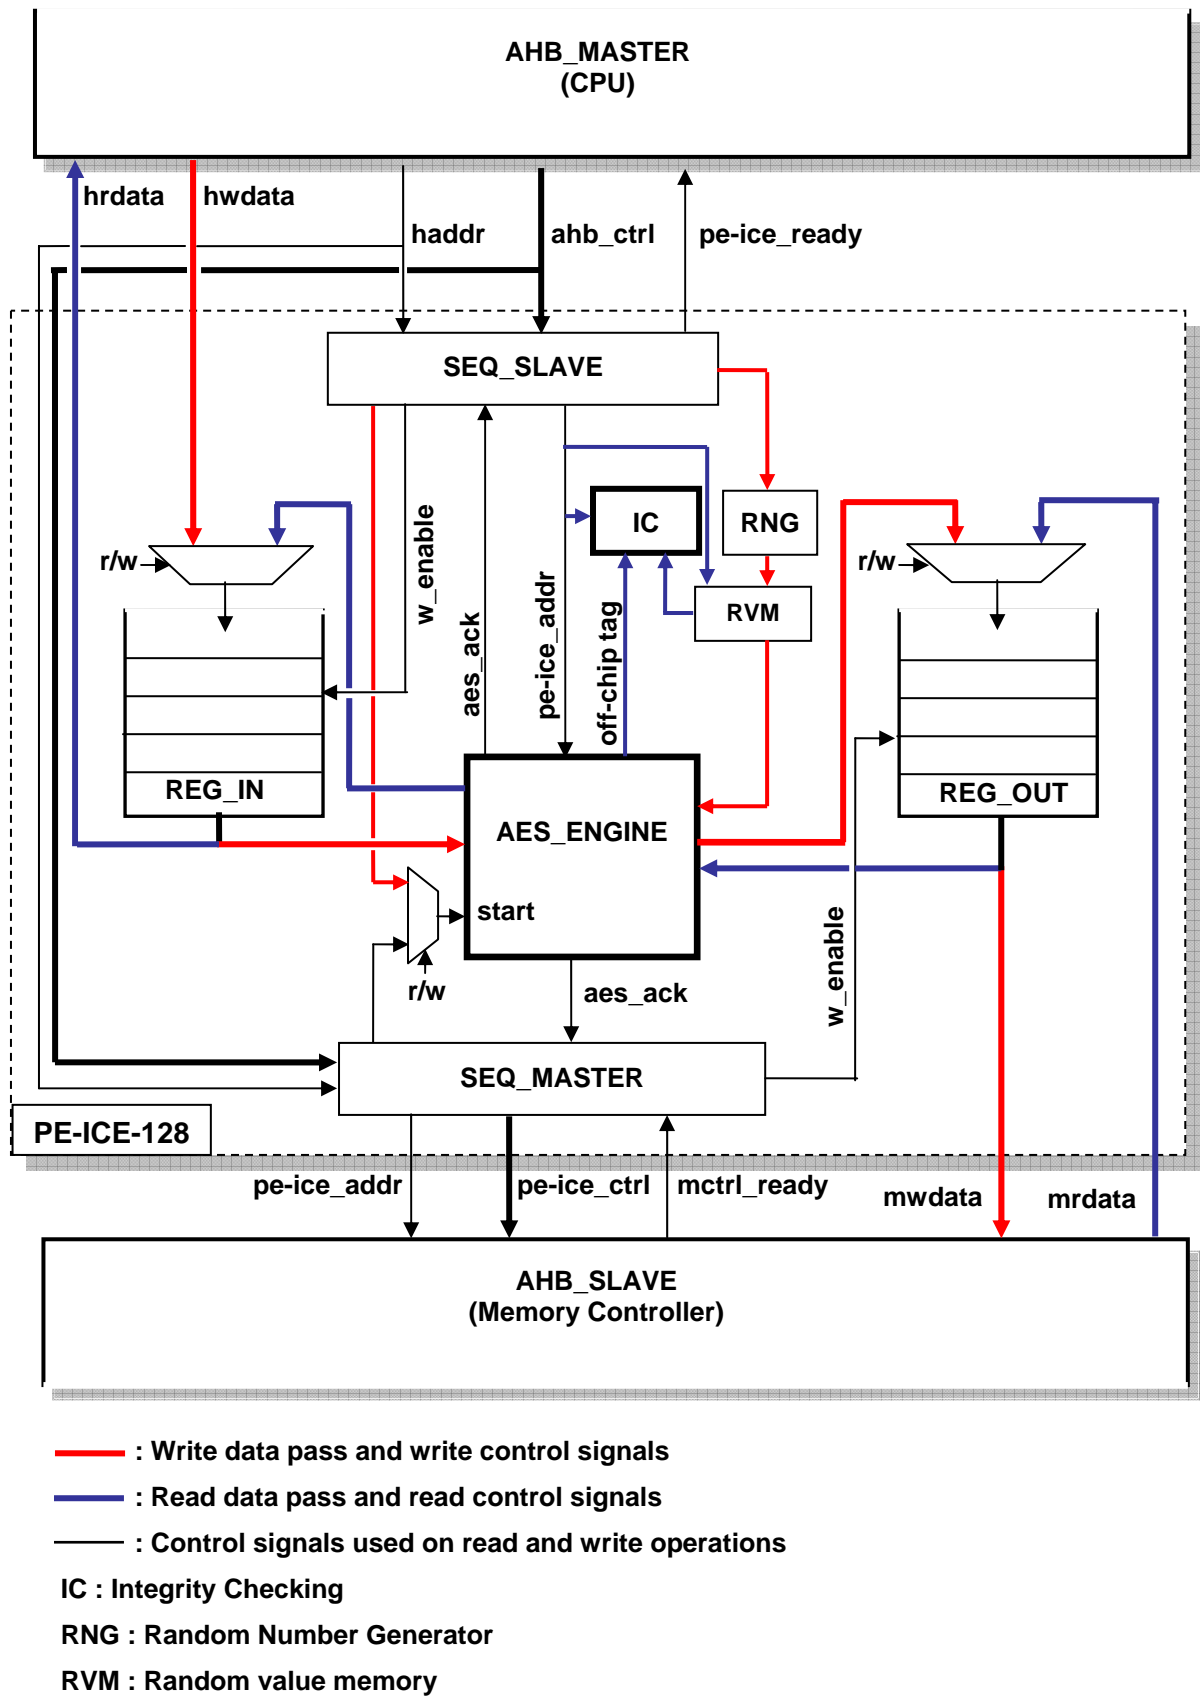 AHB_MASTER
(CPU)
hrdata
hwdata
haddr
ahb_ctrl
pe-ice_ready
SEQ_SLAVE
IC
RNG
r/w
r/w
w_enable
aes_ack
pe-ice_addr
off-chip tag
RVM
REG_IN
REG_OUT
AES_ENGINE
start
r/w
aes_ack
w_enable
SEQ_MASTER
PE-ICE-128
pe-ice_addr
pe-ice_ctrl
mctrl_ready
mwdata
mrdata
AHB_SLAVE
(Memory Controller)
: Write data pass and write control signals
: Read data pass and read control signals
: Control signals used on read and write operations
IC : Integrity Checking
RNG : Random Number Generator
RVM : Random value memory